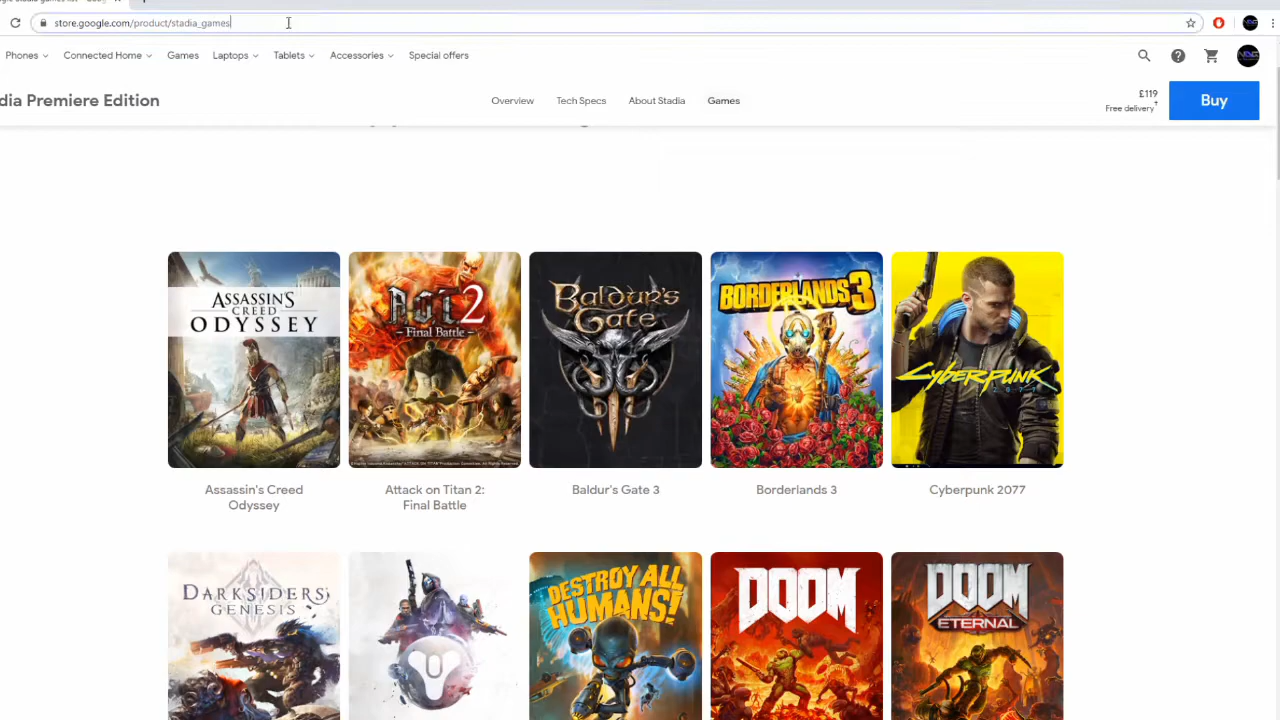 store.google.com/product/stadia_games
Phones
Connected Home
Games
Laptops
Tablets
Accessories
Special offers
dia Premiere Edition
Overview
Tech Specs
About Stadia
Games
£119
Free delivery†
Buy
ASSASSIN'S
CREED
ODYSSEY
AOT 2
- Final Battle -
BALDUR'S
GATE
BORDERLANDS 3
Cyberpunk
2077
Assassin's Creed
Odyssey
Attack on Titan 2:
Final Battle
Baldur's Gate 3
Borderlands 3
Cyberpunk 2077
DARKSIDERS
GENESIS
DESTROY ALL
HUMANS!
DOOM
DOOM
ETERNAL